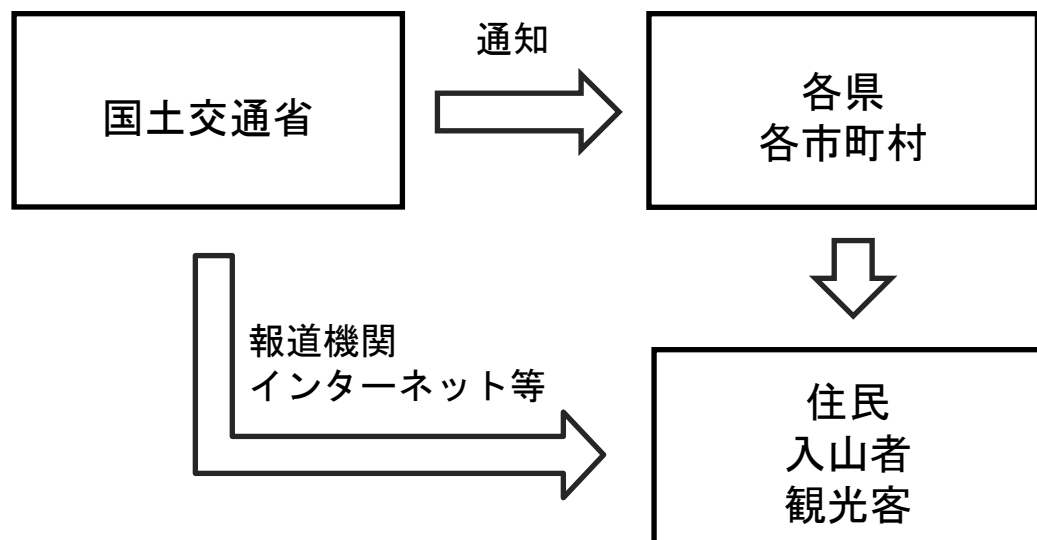 国土交通省
通知
各県
各市町村
報道機関
インターネット等
住民
入山者
観光客